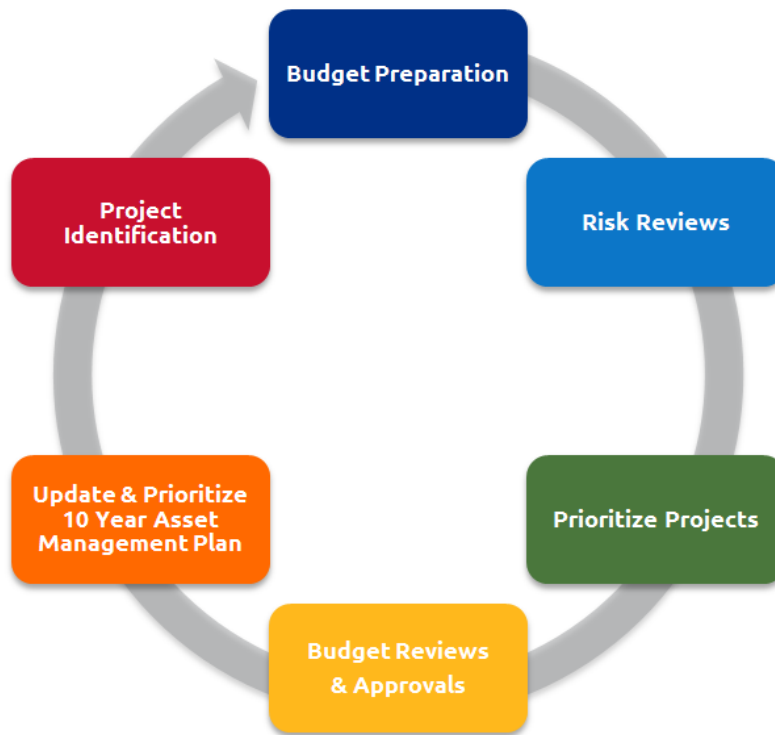 Budget Preparation
Risk Reviews
Prioritize Projects
Budget Reviews
& Approvals
Update & Prioritize
10 Year Asset
Management Plan
Project
Identification